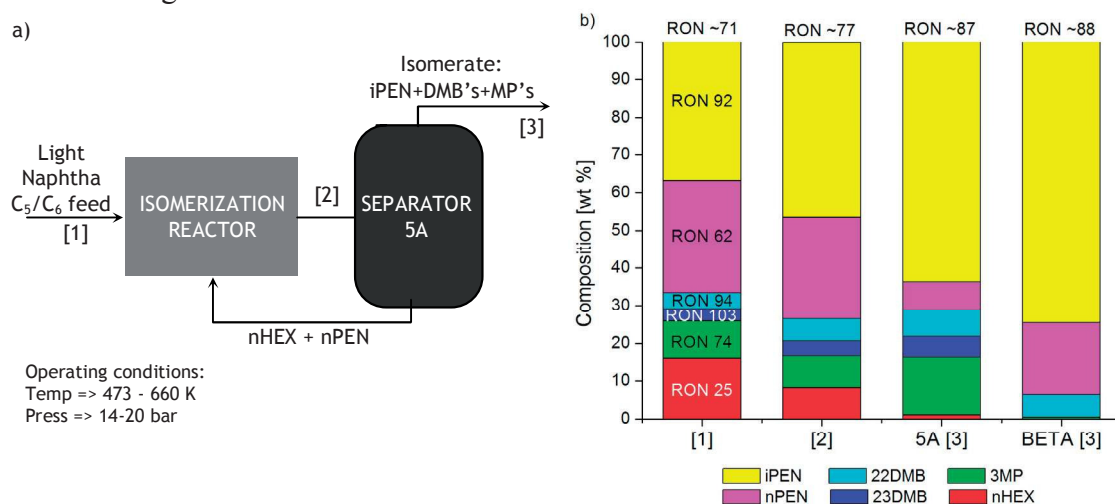 a)
Isomerate:
iPEN+DMB's+MP's
[3]
Light
Naphtha
C₅/C₆ feed
[1]
ISOMERIZATION
REACTOR
[2]
SEPARATOR
5A
nHEX + nPEN
Operating conditions:
Temp => 473 - 660 K
Press => 14-20 bar
b)
RON ~71
RON ~77
RON ~87
RON ~88
Composition [wt %]
100
90
80
70
60
50
40
30
20
10
0
RON 92
RON 62
RON 94
RON 103
RON 74
RON 25
[1]
[2]
5A [3]
BETA [3]
iPEN
22DMB
3MP
nPEN
23DMB
nHEX